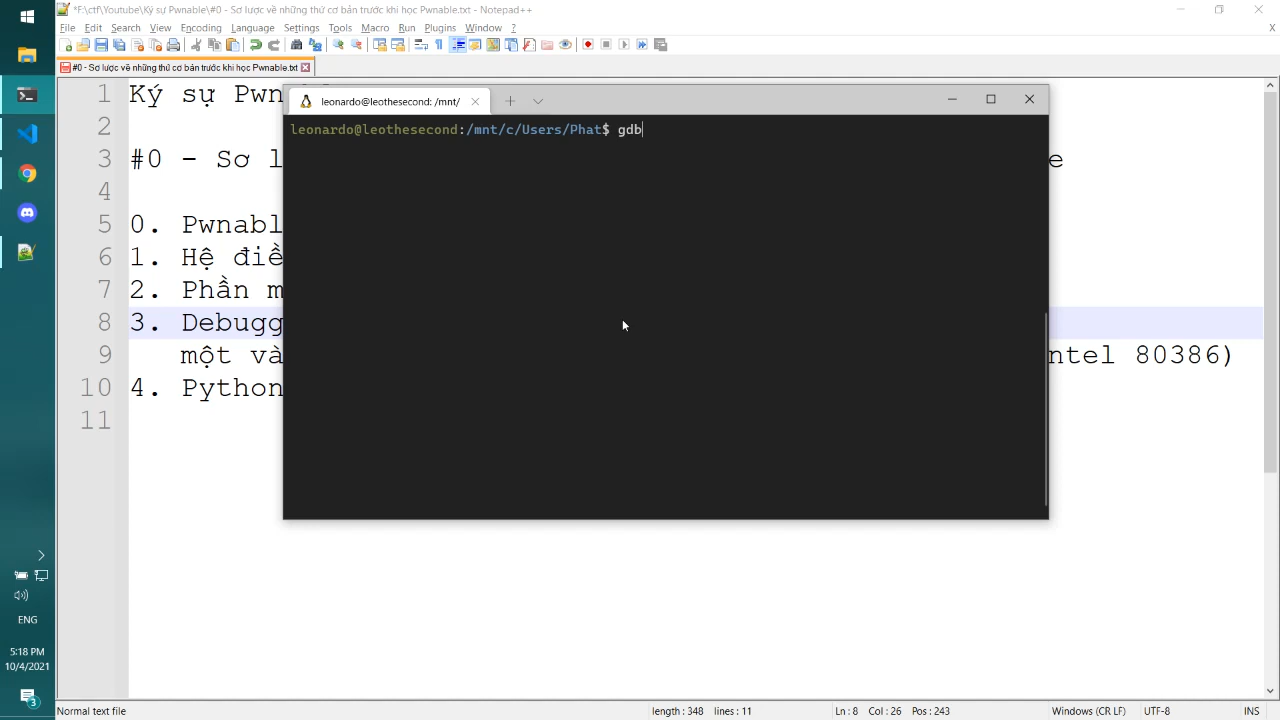 *F:\ctf\Youtube\Ký sự Pwnable\#0 - Sơ lược về những thứ cơ bản trước khi học Pwnable.txt - Notepad++
File Edit Search View Encoding Language Settings Tools Macro Run Plugins Window ?
X
#0 - Sơ lược về những thứ cơ bản trước khi học Pwnable.txt
leonardo@leothesecond: /mnt/
leonardo@leothesecond:/mnt/c/Users/Phat$ gdb
1 Ký sự Pwn
2
3 #0 - Sơ l e
4
5 0. Pwnabl
6 1. Hệ điề
7 2. Phần m
8 3. Debugg
9 một và ntel 80386)
10 4. Python
11
ENG
5:18 PM
10/4/2021
3
Normal text file length : 348 lines : 11 Ln : 8 Col : 26 Pos : 243 Windows (CR LF) UTF-8 INS